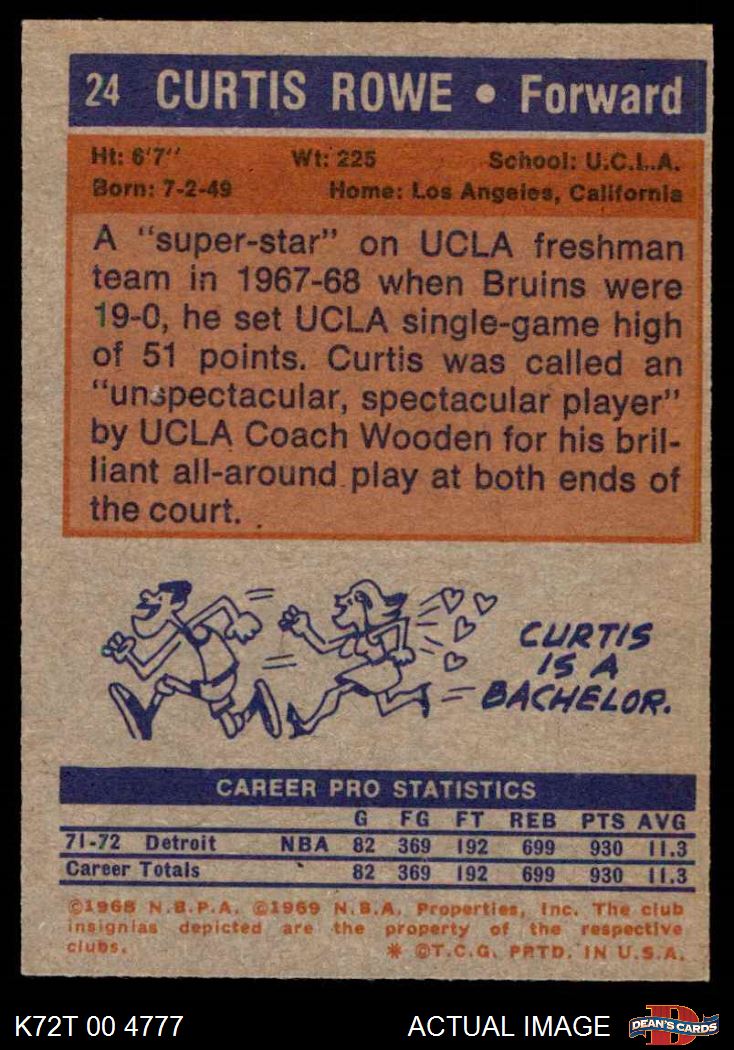 24 CURTIS ROWE • Forward
Ht: 6'7'' Wt: 225 School: U.C.L.A.
Born: 7-2-49 Home: Los Angeles, California
A "super-star" on UCLA freshman
team in 1967-68 when Bruins were
19-0, he set UCLA single-game high
of 51 points. Curtis was called an
"unspectacular, spectacular player"
by UCLA Coach Wooden for his bril-
liant all-around play at both ends of
the court.
CURTIS
IS A
BACHELOR.
CAREER PRO STATISTICS
G FG FT REB PTS AVG
71-72 Detroit NBA 82 369 192 699 930 11.3
Career Totals 82 369 192 699 930 11.3
©1968 N.B.P.A. ©1969 N.B.A. Properties, Inc. The club
insignias depicted are the property of the respective
clubs. * ©T.C.G. PRTD. IN U.S.A.
K72T 00 4777 ACTUAL IMAGE D DEAN'S CARDS